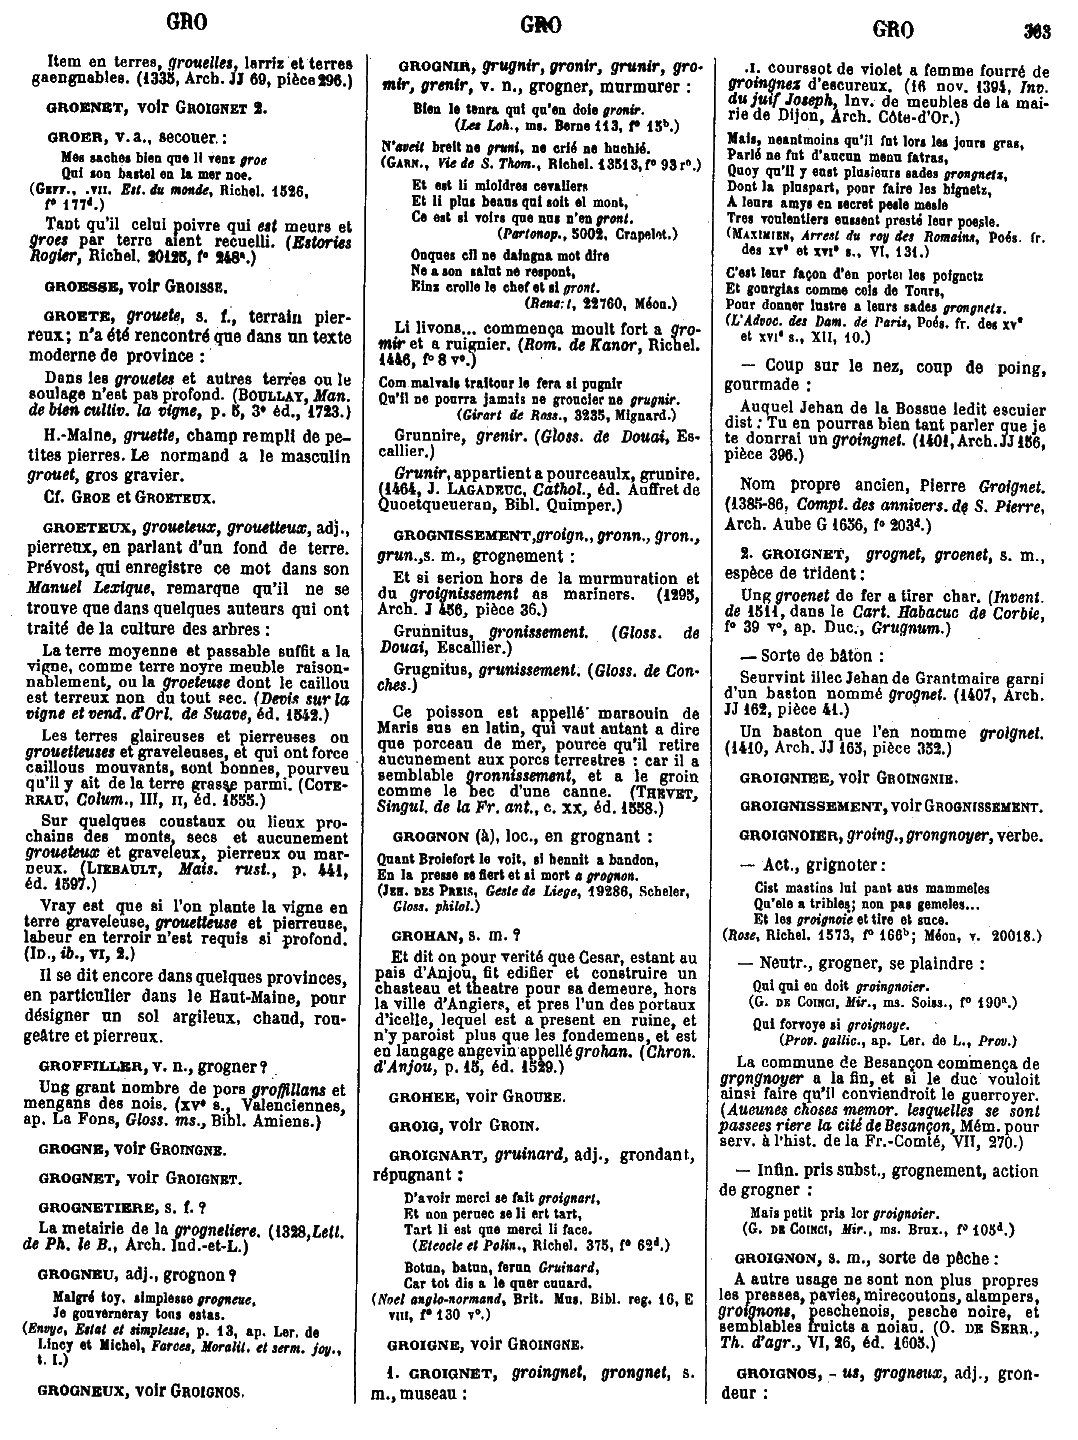 GRO
GRO
GRO
363
Item en terres, grouelles, larriz et terres
gaengnables. (1335, Arch. JJ 69, pièce 296.)
GROENET, voir GROIGNET 2.
GROER, v. a., secouer :
Mes saches bien que li venz groe
Qui son bastel en la mer noe.
(GEFF., .VII. Est. du monde, Richel. 1526,
f° 177d.)
Tant qu'il celui poivre qui est meurs et
groes par terre aient recuelli. (Estories
Rogier, Richel. 20125, f° 248a.)
GROESSE, voir GROISSE.
GROETE, grouete, s. f., terrain pier-
reux ; n'a été rencontré que dans un texte
moderne de province :
Dans les grouetes et autres terres ou le
soulage n'est pas profond. (BOULLAY, Man.
de bien cultiv. la vigne, p. 5, 3e éd., 1723.)
H.-Maine, gruette, champ rempli de pe-
tites pierres. Le normand a le masculin
grouet, gros gravier.
Cf. GROE et GROETEUX.
GROETEUX, groueteux, grouetteux, adj.,
pierreux, en parlant d'un fond de terre.
Prévost, qui enregistre ce mot dans son
Manuel Lexique, remarque qu'il ne se
trouve que dans quelques auteurs qui ont
traité de la culture des arbres :
La terre moyenne et passable suffit a la
vigne, comme terre noyre meuble raison-
nablement, ou la groeteuse dont le caillou
est terreux non du tout sec. (Devis sur la
vigne et vend. d'Orl. de Suave, éd. 1542.)
Les terres glaireuses et pierreuses ou
grouetteuses et graveleuses, et qui ont force
caillous mouvants, sont bonnes, pourveu
qu'il y ait de la terre grasse parmi. (COTE-
REAU, Colum., III, II, éd. 1555.)
Sur quelques coustaux ou lieux pro-
chains des monts, secs et aucunement
groueteux et graveleux, pierreux ou mar-
neux. (LIEBAULT, Mais. rust., p. 441,
éd. 1597.)
Vray est que si l'on plante la vigne en
terre graveleuse, grouetteuse et pierreuse,
labeur en terroir n'est requis si profond.
(ID., ib., VI, 2.)
Il se dit encore dans quelques provinces,
en particulier dans le Haut-Maine, pour
désigner un sol argileux, chaud, rou-
geâtre et pierreux.
GROFFILLER, v. n., grogner ?
Ung grant nombre de pors groffillans et
mengans des nois. (XVe s., Valenciennes,
ap. La Fons, Gloss. ms., Bibl. Amiens.)
GROGNE, voir GROINGNE.
GROGNET, voir GROIGNET.
GROGNETIERE, s. f. ?
La metairie de la grognetiere. (1328, Lett.
de Ph. le B., Arch. Ind.-et-L.)
GROGNEU, adj., grognon ?
Malgré toy, simplesse grogneue,
Je gouverneray tous estas.
(Envye, Estat et simplesse, p. 13, ap. Ler. de
Lincy et Michel, Farces, Moralit. et serm. joy.,
t. I.)
GROGNEUX, voir GROIGNOS.
GROGNIR, grugnir, gronir, grunir, gro-
mir, grenir, v. n., grogner, murmurer :
Bien le tenra qui qu'en doie gronir.
(Les Loh., ms. Berne 113, f° 15b.)
N'aveit breit ne gruni, ne crié ne huchié.
(GARN., Vie de S. Thom., Richel. 13513, f° 93 r°.)
Et est li mioldres cevaliers
Et li plus beaus qui soit el mont,
Ce est si voirs que nus n'en gront.
(Partonop., 5002, Crapelet.)
Onques cil ne daingna mot dire
Ne a son salut ne respont,
Einz crolle le chef et si gront.
(Renart, 22760, Méon.)
Li livons... commença moult fort a gro-
mir et a ruignier. (Rom. de Kanor, Richel.
1446, f° 8 v°.)
Com malvais traitour le fera si pugnir
Qu'il ne pourra jamais ne groncier ne grugnir.
(Girart de Ross., 3235, Mignard.)
Grunnire, grenir. (Gloss. de Douai, Es-
callier.)
Grunir, appartient a pourceaulx, grunire.
(1464, J. LAGADEUC, Cathol., éd. Auffret de
Quoetqueueran, Bibl. Quimper.)
GROGNISSEMENT, groign., gronn., gron.,
grun., s. m., grognement :
Et si serion hors de la murmuration et
du groignissement as mariners. (1295,
Arch. J 456, pièce 36.)
Grunnitus, gronissement. (Gloss. de
Douai, Escallier.)
Grugnitus, grunissement. (Gloss. de Con-
ches.)
Ce poisson est appellé marsouin de
Maris sus en latin, qui vaut autant a dire
que porceau de mer, pource qu'il retire
aucunement aux porcs terrestres : car il a
semblable gronnissement, et a le groin
comme le bec d'une canne. (THEVET,
Singul. de la Fr. ant., c. XX, éd. 1558.)
GROGNON (à), loc., en grognant :
Quant Broiefort le voit, si hennit a bandon,
En la presse se fiert et si mort a grognon.
(JEH. DES PREIS, Geste de Liege, 19286, Scheler,
Gloss. philol.)
GROHAN, s. m. ?
Et dit on pour verité que Cesar, estant au
pais d'Anjou, fit edifier et construire un
chasteau et theatre pour sa demeure, hors
la ville d'Angiers, et pres l'un des portaux
d'icelle, lequel est a present en ruine, et
n'y paroist plus que les fondemens, et est
en langage angevin appellé grohan. (Chron.
d'Anjou, p. 15, éd. 1529.)
GROHEE, voir GROUEE.
GROIG, voir GROIN.
GROIGNART, gruinard, adj., grondant,
répugnant :
D'avoir merci se fait groignart,
Et non peruec se li ert tart,
Tart li est que merci li face.
(Eteocle et Polin., Richel. 375, f° 62d.)
Botun, batun, ferun Gruinard,
Car tot dis a le quer cuuard.
(Noel anglo-normand, Brit. Mus. Bibl. reg. 16, E
VIII, f° 130 v°.)
GROIGNE, voir GROINGNE.
1. GROIGNET, groingnet, grongnet, s.
m., museau :
.I. courssot de violet a femme fourré de
groingnez d'escureux. (16 nov. 1394, Inv.
du juif Joseph, Inv. de meubles de la mai-
rie de Dijon, Arch. Côte-d'Or.)
Mais, neantmoins qu'il fut lors les jours gras,
Parlé ne fut d'aucun menu fatras,
Quoy qu'il y eust plusieurs sades grongnetz,
Dont la pluspart, pour faire les bignetz,
A leurs amys en secret pesle mesle
Tres voulentiers eussent presté leur poesle.
(MAXIMIEN, Arrest du roy des Romains, Poés. fr.
des XVe et XVIe s., VI, 131.)
C'est leur façon d'en porter les poignetz
Et gourgias comme cols de Tours,
Pour donner lustre a leurs sades grongnetz.
(L'Advoc. des Dam. de Paris, Poés. fr. des XVe
et XVIe s., XII, 10.)
— Coup sur le nez, coup de poing,
gourmade :
Auquel Jehan de la Bossue ledit escuier
dist : Tu en pourras bien tant parler que je
te donrrai un groingnet. (1401, Arch. JJ 156,
pièce 396.)
Nom propre ancien, Pierre Groignet.
(1385-86, Compt. des annivers. de S. Pierre,
Arch. Aube G 1656, f° 203d.)
2. GROIGNET, grognet, groenet, s. m.,
espèce de trident :
Ung groenet de fer a tirer char. (Invent.
de 1511, dans le Cart. Habacuc de Corbie,
f° 39 v°, ap. Duc., Grugnum.)
— Sorte de bâton :
Seurvint illec Jehan de Grantmaire garni
d'un baston nommé grognet. (1407, Arch.
JJ 162, pièce 41.)
Un baston que l'en nomme groignet.
(1410, Arch. JJ 163, pièce 352.)
GROIGNIEE, voir GROINGNIE.
GROIGNISSEMENT, voir GROGNISSEMENT.
GROIGNOIER, groing., grongnoyer, verbe.
— Act., grignoter :
Cist mastins lui pant aus mammeles
Qu'ele a tribles; non pas gemeles...
Et les groignoie et tire et suce.
(Rose, Richel. 1573, f° 166b; Méon, v. 20018.)
— Neutr., grogner, se plaindre :
Qui qui en doit groingnoier.
(G. DE COINCI, Mir., ms. Soiss., f° 190a.)
Qui forvoye si groignoye.
(Prov. gallic., ap. Ler. de L., Prov.)
La commune de Besançon commença de
grongnoyer a la fin, et si le duc vouloit
ainsi faire qu'il conviendroit le guerroyer.
(Aucunes choses memor. lesquelles se sont
passees riere la cité de Besançon, Mém. pour
serv. à l'hist. de la Fr.-Comté, VII, 270.)
— Infin. pris subst., grognement, action
de grogner :
Mais petit pris lor groignoier.
(G. DE COINCI, Mir., ms. Brux., f° 105d.)
GROIGNON, s. m., sorte de pêche :
A autre usage ne sont non plus propres
les presses, pavies, mirecoutons, alampers,
groignons, peschenois, pesche noire, et
semblables fruicts a noiau. (O. DE SERR.,
Th. d'agr., VI, 26, éd. 1605.)
GROIGNOS, - us, grogneux, adj., gron-
deur :